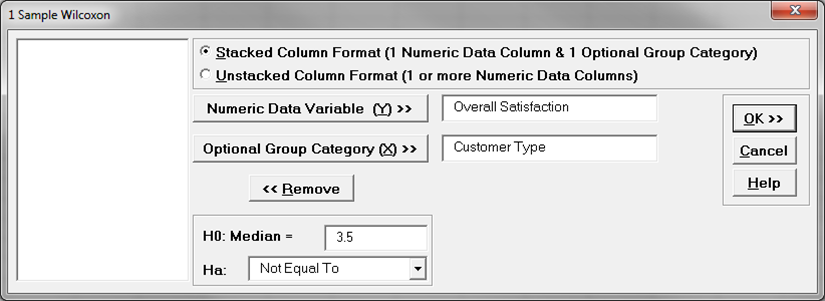 1 Sample Wilcoxon
Stacked Column Format (1 Numeric Data Column & 1 Optional Group Category)
Unstacked Column Format (1 or more Numeric Data Columns)
Numeric Data Variable (Y) >> Overall Satisfaction
Optional Group Category (X) >> Customer Type
<< Remove
OK >>
Cancel
Help
H0: Median = 3.5
Ha: Not Equal To